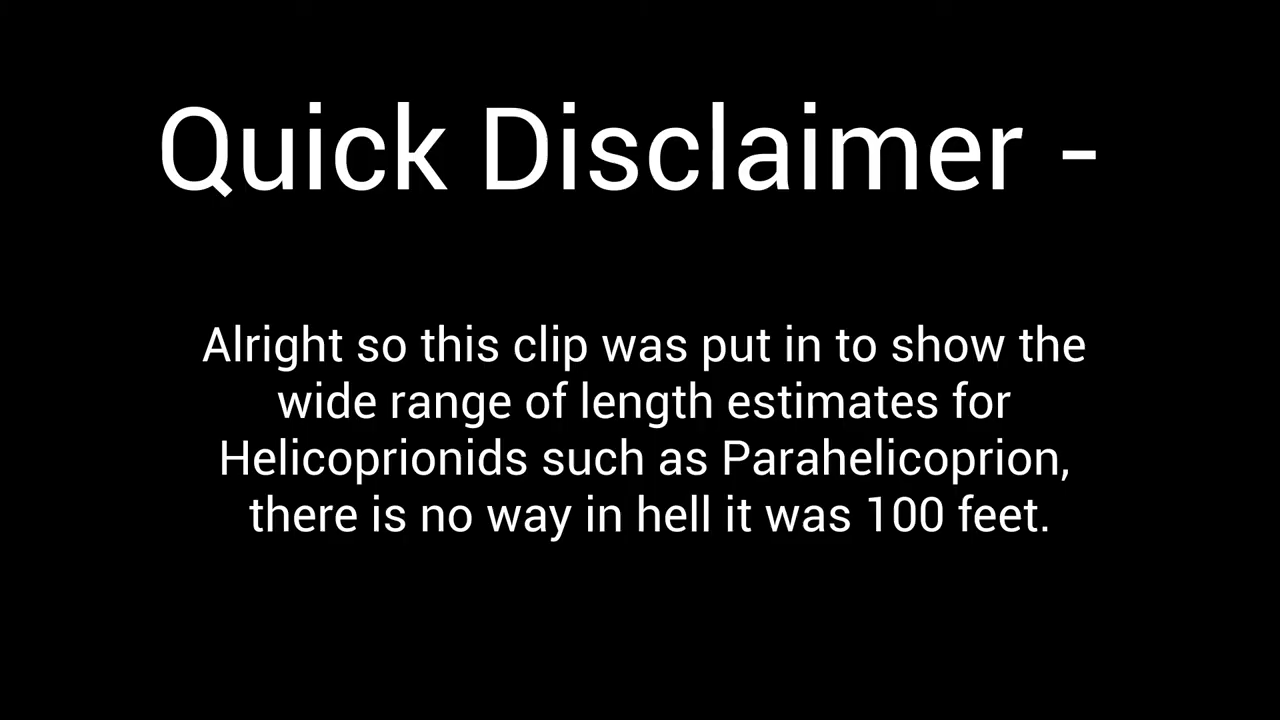 Quick Disclaimer -
Alright so this clip was put in to show the
wide range of length estimates for
Helicoprionids such as Parahelicoprion,
there is no way in hell it was 100 feet.